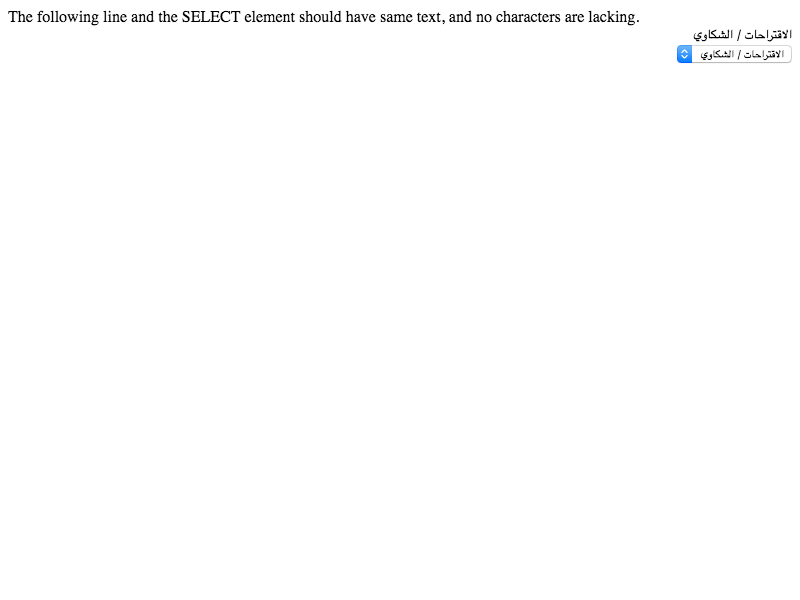 The following line and the SELECT element should have same text, and no characters are lacking.
الاقتراحات / الشكاوي
الاقتراحات / الشكاوي